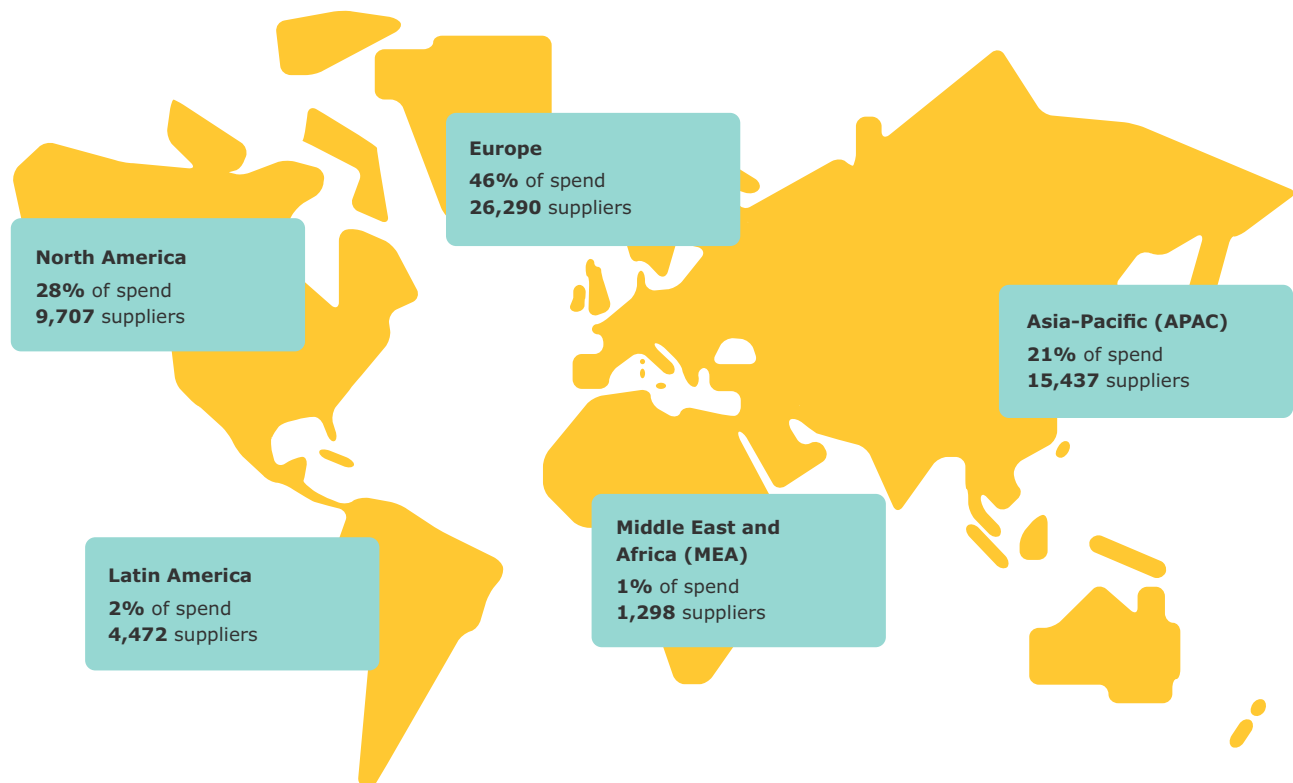 Europe
46% of spend
26,290 suppliers
North America
28% of spend
9,707 suppliers
Asia-Pacific (APAC)
21% of spend
15,437 suppliers
Middle East and
Africa (MEA)
1% of spend
1,298 suppliers
Latin America
2% of spend
4,472 suppliers